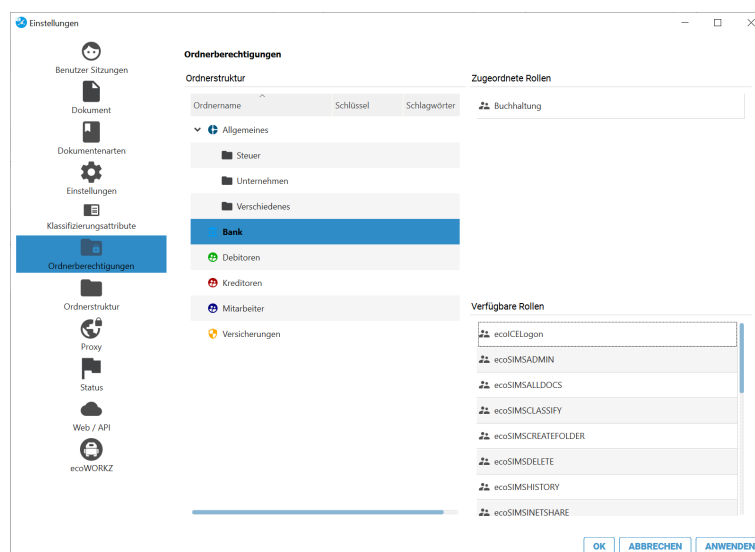 Einstellungen
Benutzer Sitzungen
Dokument
Dokumentenarten
Einstellungen
Klassifizierungsattribute
Ordnerberechtigungen
Ordnerstruktur
Proxy
Status
Web / API
ecoWORKZ
Ordnerberechtigungen
Ordnerstruktur
Ordnername Schlüssel Schlagwörter
Allgemeines
Steuer
Unternehmen
Verschiedenes
Bank
Debitoren
Kreditoren
Mitarbeiter
Versicherungen
Zugeordnete Rollen
Buchhaltung
Verfügbare Rollen
ecoICELogon
ecoSIMSADMIN
ecoSIMSALLDOCS
ecoSIMSCLASSIFY
ecoSIMSCREATEFOLDER
ecoSIMSDELETE
ecoSIMSHISTORY
ecoSIMSINETSHARE
OK ABBRECHEN ANWENDEN